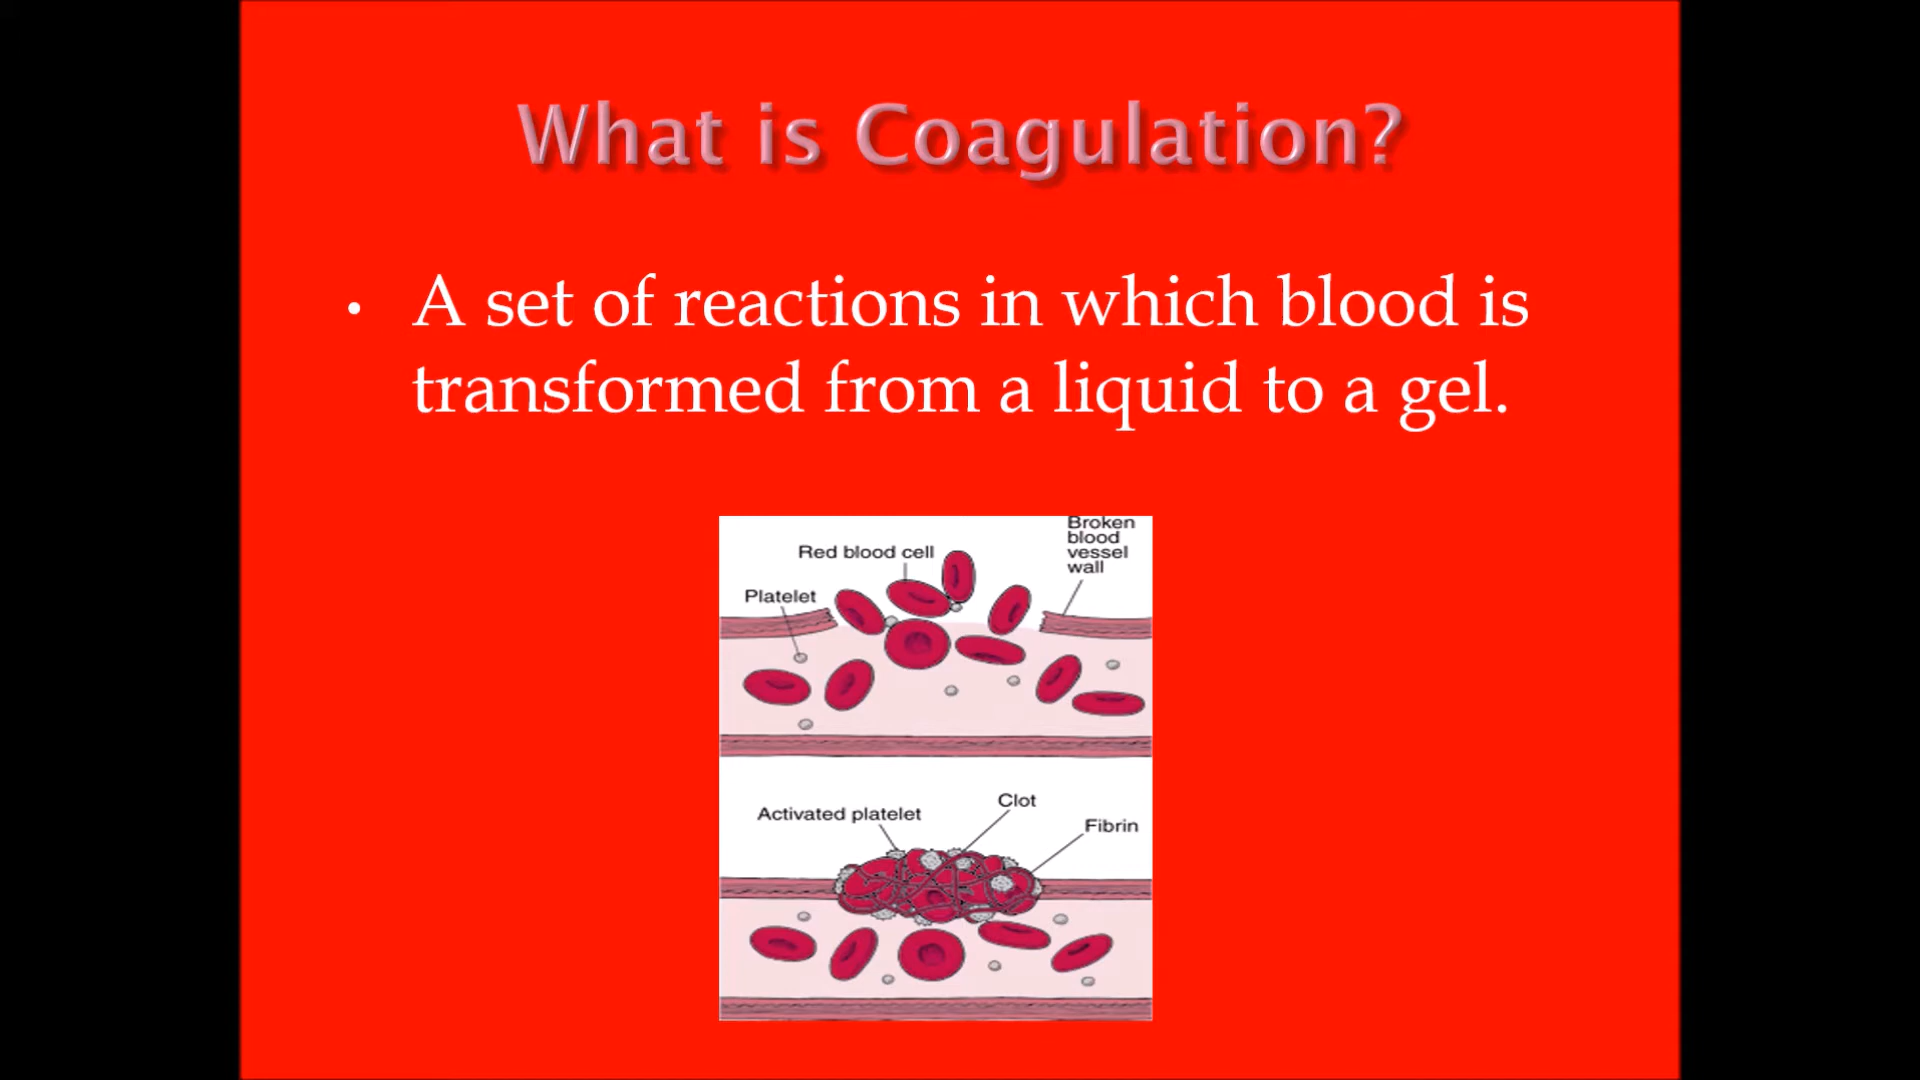 What is Coagulation?
• A set of reactions in which blood is
transformed from a liquid to a gel.
Broken
blood
vessel
wall
Red blood cell
Platelet
Clot
Activated platelet
Fibrin